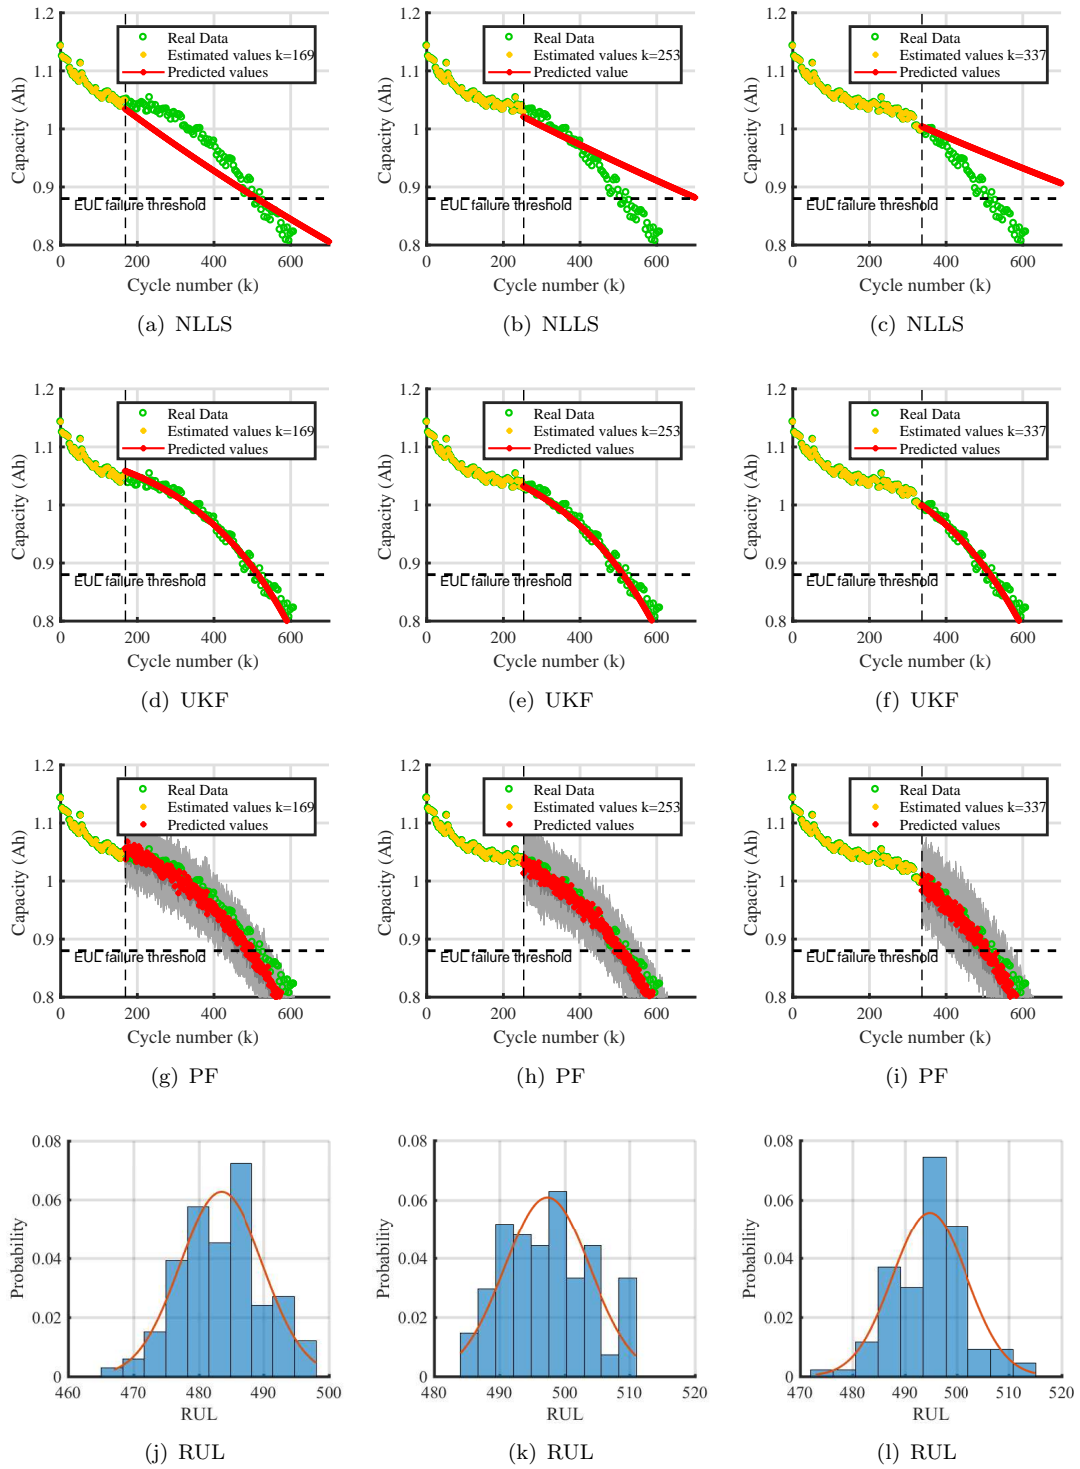 1.2
1.1
1
0.9
0.8
Capacity (Ah)
Real Data
Estimated values k=169
Predicted values
EUL failure threshold
0 200 400 600
Cycle number (k)
(a) NLLS
1.2
1.1
1
0.9
0.8
Capacity (Ah)
Real Data
Estimated values k=253
Predicted value
EUL failure threshold
0 200 400 600
Cycle number (k)
(b) NLLS
1.2
1.1
1
0.9
0.8
Capacity (Ah)
Real Data
Estimated values k=337
Predicted values
EUL failure threshold
0 200 400 600
Cycle number (k)
(c) NLLS
1.2
1.1
1
0.9
0.8
Capacity (Ah)
Real Data
Estimated values k=169
Predicted values
EUL failure threshold
0 200 400 600
Cycle number (k)
(d) UKF
1.2
1.1
1
0.9
0.8
Capacity (Ah)
Real Data
Estimated values k=253
Predicted values
EUL failure threshold
0 200 400 600
Cycle number (k)
(e) UKF
1.2
1.1
1
0.9
0.8
Capacity (Ah)
Real Data
Estimated values k=337
Predicted values
EUL failure threshold
0 200 400 600
Cycle number (k)
(f) UKF
1.2
1.1
1
0.9
0.8
Capacity (Ah)
Real Data
Estimated values k=169
Predicted values
EUL failure threshold
0 200 400 600
Cycle number (k)
(g) PF
1.2
1.1
1
0.9
0.8
Capacity (Ah)
Real Data
Estimated values k=253
Predicted values
EUL failure threshold
0 200 400 600
Cycle number (k)
(h) PF
1.2
1.1
1
0.9
0.8
Capacity (Ah)
Real Data
Estimated values k=337
Predicted values
EUL failure threshold
0 200 400 600
Cycle number (k)
(i) PF
0.08
0.06
0.04
0.02
0
Probability
460 470 480 490 500
RUL
(j) RUL
0.08
0.06
0.04
0.02
0
Probability
480 490 500 510 520
RUL
(k) RUL
0.08
0.06
0.04
0.02
0
Probability
470 480 490 500 510 520
RUL
(l) RUL